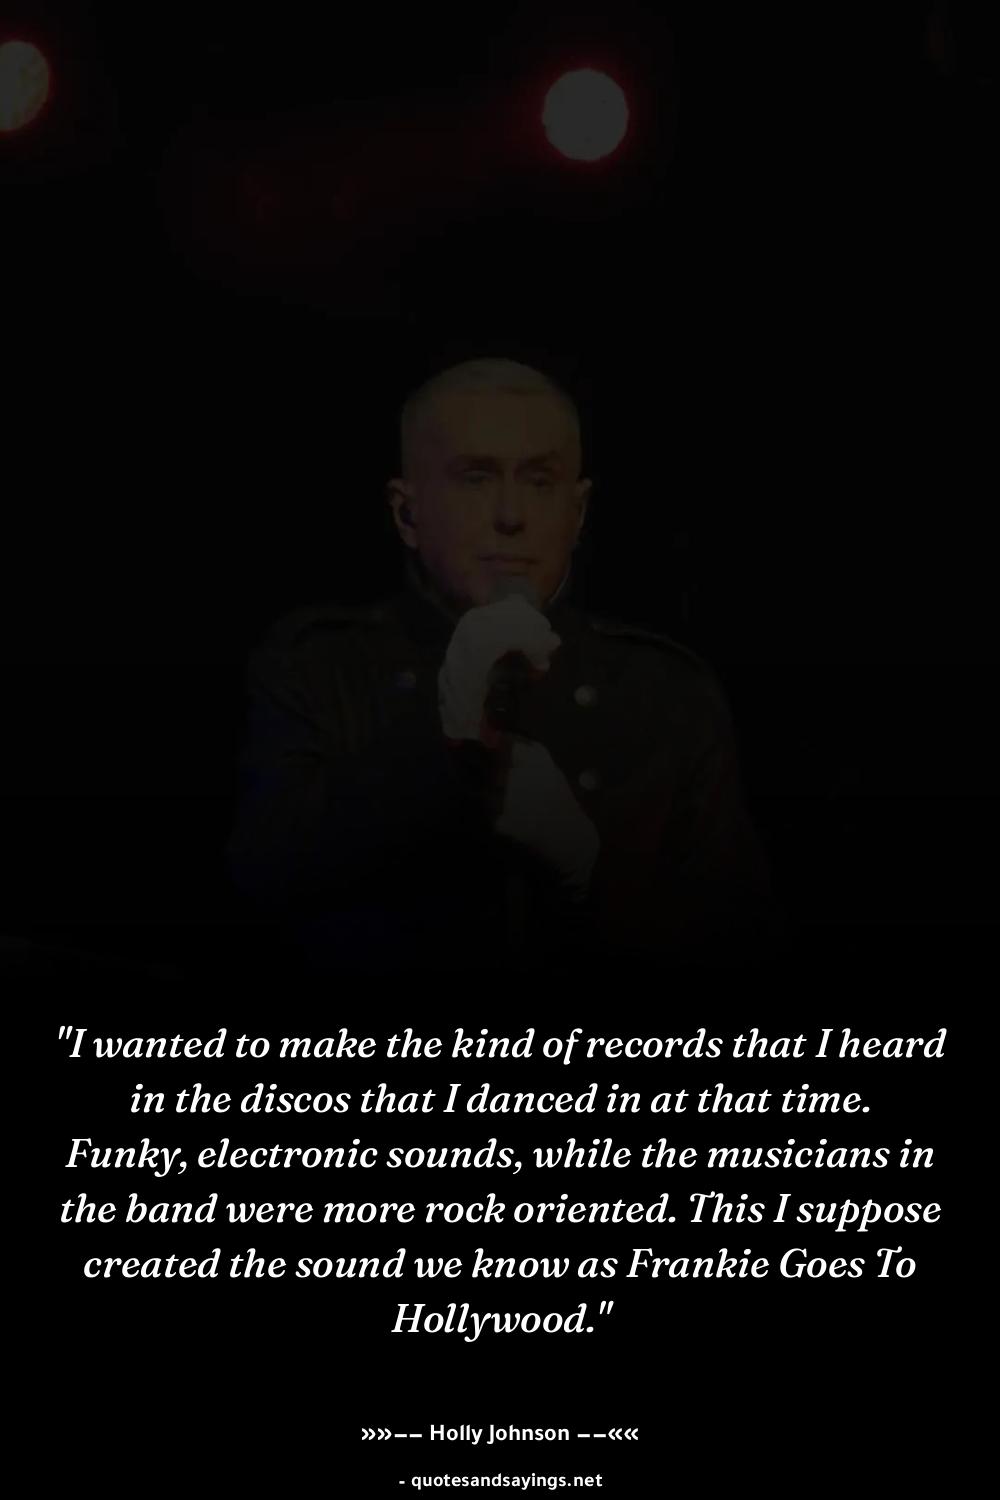 "I wanted to make the kind of records that I heard
in the discos that I danced in at that time.
Funky, electronic sounds, while the musicians in
the band were more rock oriented. This I suppose
created the sound we know as Frankie Goes To
Hollywood."
»»−− Holly Johnson −−««
- quotesandsayings.net